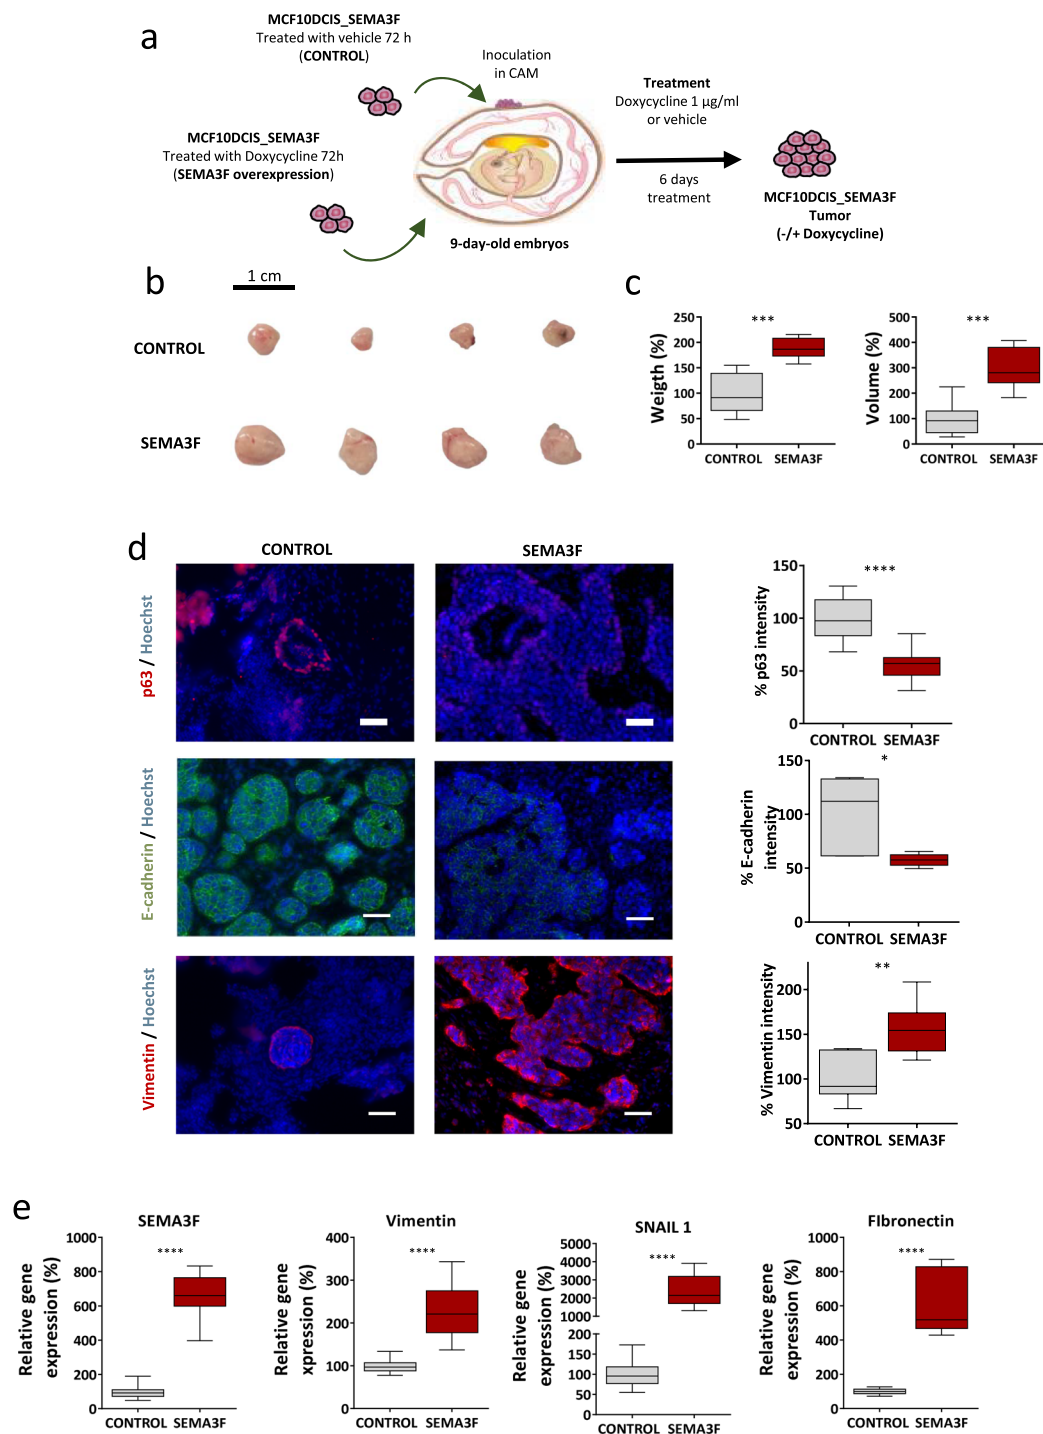 a
MCF10DCIS_SEMA3F
Treated with vehicle 72 h
(CONTROL)
Inoculation
in CAM
Treatment
Doxycycline 1 µg/ml
or vehicle
MCF10DCIS_SEMA3F
Treated with Doxycycline 72h
(SEMA3F overexpression)
6 days
treatment
9-day-old embryos
MCF10DCIS_SEMA3F
Tumor
(-/+ Doxycycline)
b
1 cm
CONTROL
SEMA3F
c
Weigth (%)
250
200
150
100
50
0
***
CONTROL SEMA3F
Volume (%)
500
400
300
200
100
0
***
CONTROL SEMA3F
d
CONTROL
SEMA3F
p63 / Hoechst
% p63 intensity
150
100
50
0
****
CONTROL SEMA3F
E-cadherin / Hoechst
% E-cadherin
intensity
150
100
50
0
*
CONTROL SEMA3F
Vimentin / Hoechst
% Vimentin intensity
200
150
100
50
**
CONTROL SEMA3F
e
SEMA3F
Relative gene
expression (%)
1000
800
600
400
200
0
****
CONTROL SEMA3F
Vimentin
Relative gene
xpression (%)
400
300
200
100
0
****
CONTROL SEMA3F
SNAIL 1
Relative gene
expression (%)
5000
4000
3000
2000
1000
200
150
100
50
0
****
CONTROL SEMA3F
FIbronectin
Relative gene
expression (%)
1000
800
600
400
200
0
****
CONTROL SEMA3F